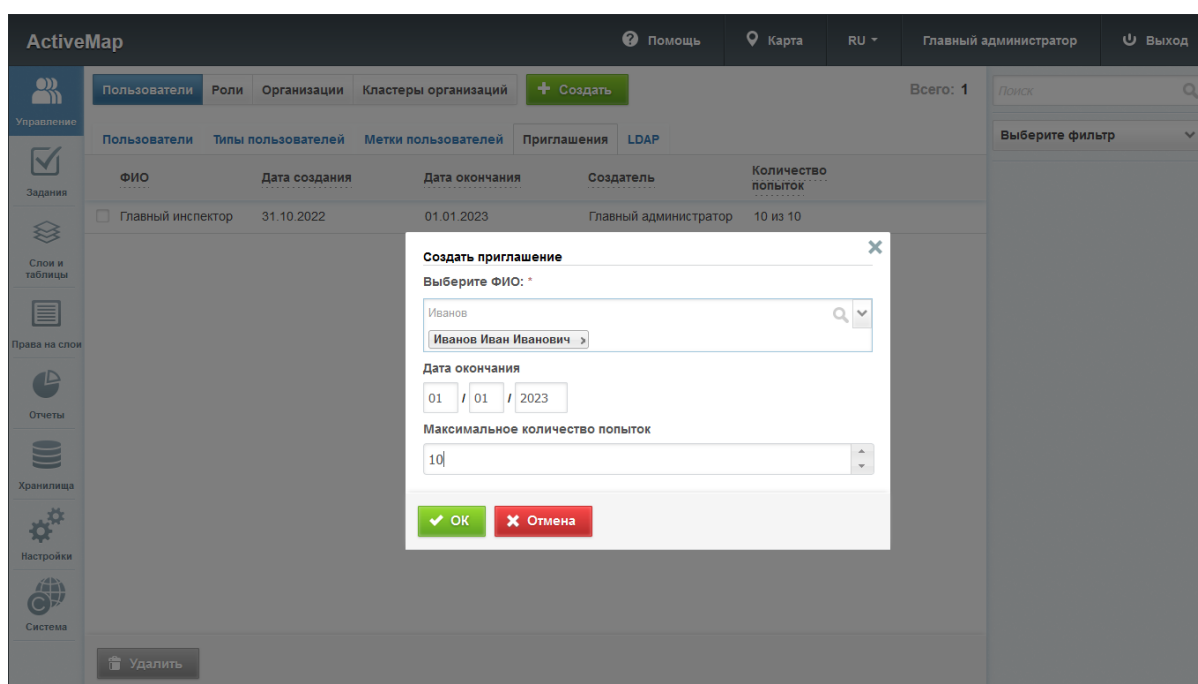 ActiveMap
Помощь
Карта
RU
Главный администратор
Выход
Управление
Задания
Слои и
таблицы
Права на слои
Отчеты
Хранилища
Настройки
Система
Пользователи Роли Организации Кластеры организаций
Создать
Всего: 1
Поиск
Пользователи Типы пользователей Метки пользователей Приглашения LDAP
Выберите фильтр
ФИО Дата создания Дата окончания Создатель Количество
попыток
Главный инспектор 31.10.2022 01.01.2023 Главный администратор 10 из 10
Создать приглашение
Выберите ФИО: *
Иванов
Иванов Иван Иванович
Дата окончания
01 / 01 / 2023
Максимальное количество попыток
10
ОК
Отмена
Удалить